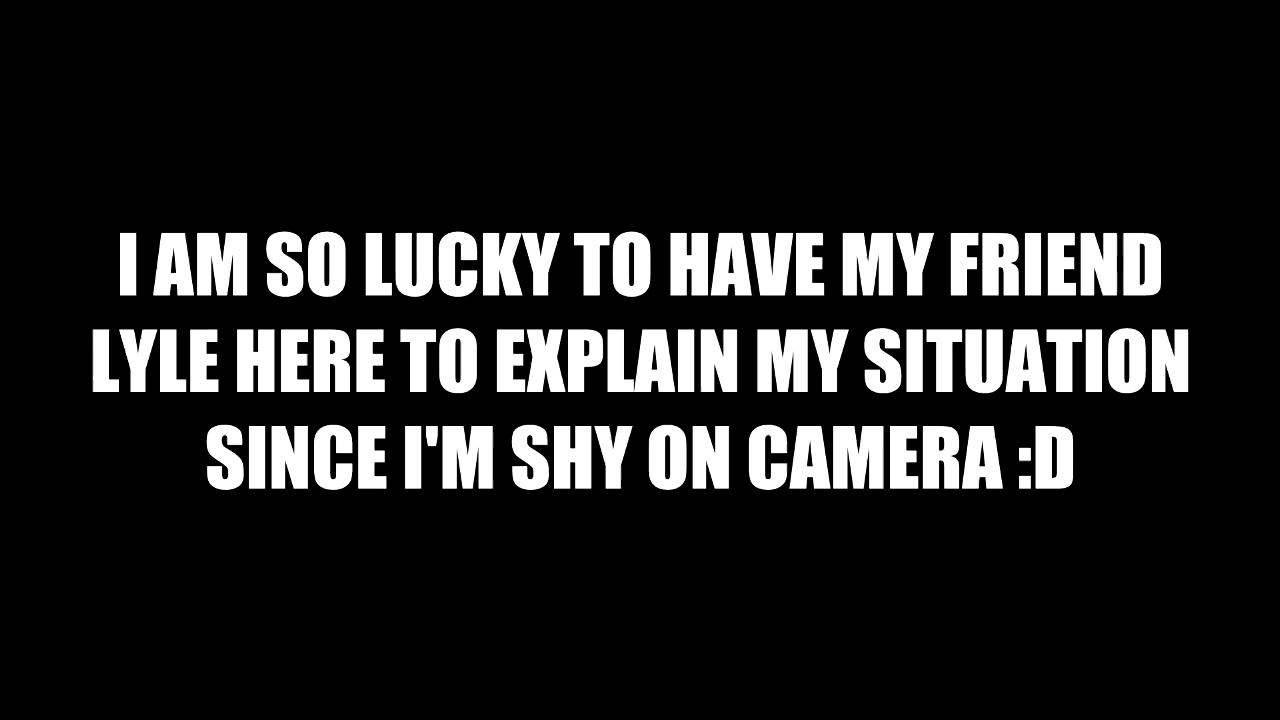 I AM SO LUCKY TO HAVE MY FRIEND
LYLE HERE TO EXPLAIN MY SITUATION
SINCE I'M SHY ON CAMERA :D